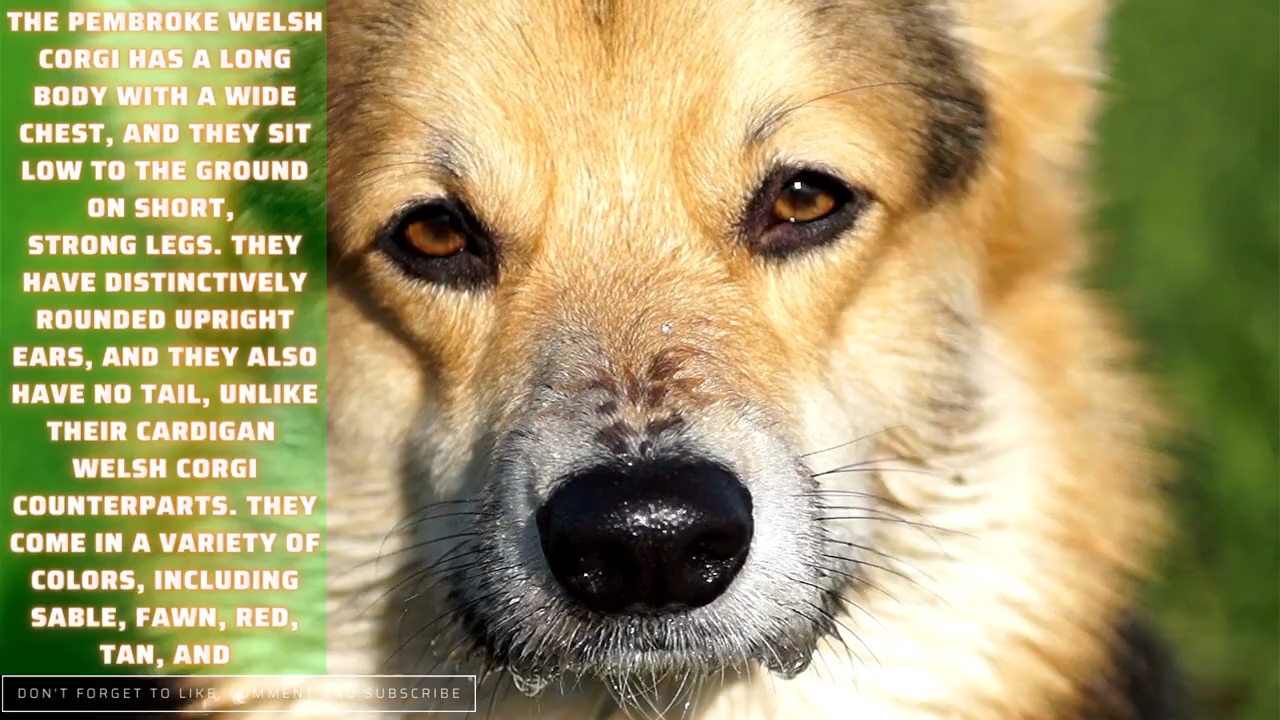 THE PEMBROKE WELSH
CORGI HAS A LONG
BODY WITH A WIDE
CHEST, AND THEY SIT
LOW TO THE GROUND
ON SHORT,
STRONG LEGS. THEY
HAVE DISTINCTIVELY
ROUNDED UPRIGHT
EARS, AND THEY ALSO
HAVE NO TAIL, UNLIKE
THEIR CARDIGAN
WELSH CORGI
COUNTERPARTS. THEY
COME IN A VARIETY OF
COLORS, INCLUDING
SABLE, FAWN, RED,
TAN, AND
DON'T FORGET TO LIKE, COMMENT AND SUBSCRIBE